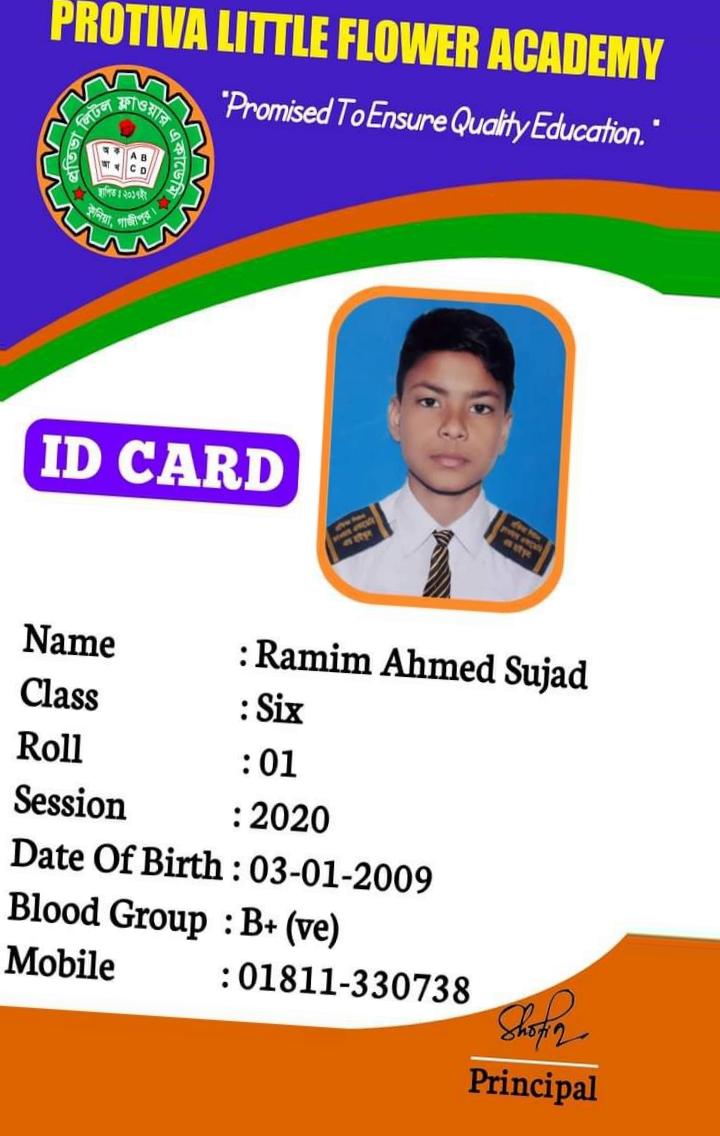 PROTIVA LITTLE FLOWER ACADEMY
"Promised To Ensure Quality Education."
প্রতিভা লিটল ফ্লাওয়ার একাডেমী
অ ক A B
আ খ C D
স্থাপিত : ২০১৭ইং
কুনিয়া, গাজীপুর।
ID CARD
Name : Ramim Ahmed Sujad
Class : Six
Roll : 01
Session : 2020
Date Of Birth : 03-01-2009
Blood Group : B+ (ve)
Mobile : 01811-330738
Shofiq
Principal